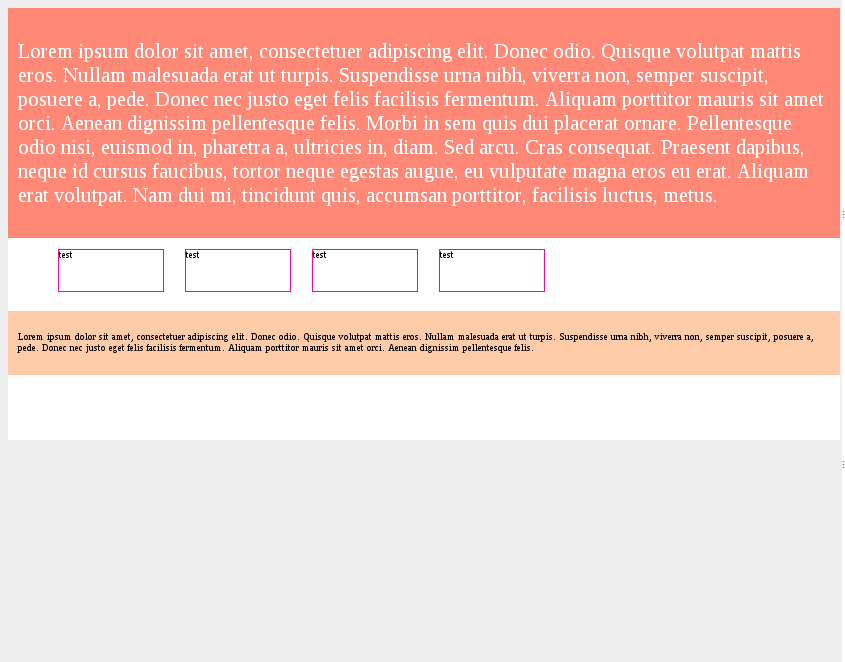 Lorem ipsum dolor sit amet, consectetuer adipiscing elit. Donec odio. Quisque volutpat mattis
eros. Nullam malesuada erat ut turpis. Suspendisse urna nibh, viverra non, semper suscipit,
posuere a, pede. Donec nec justo eget felis facilisis fermentum. Aliquam porttitor mauris sit amet
orci. Aenean dignissim pellentesque felis. Morbi in sem quis dui placerat ornare. Pellentesque
odio nisi, euismod in, pharetra a, ultricies in, diam. Sed arcu. Cras consequat. Praesent dapibus,
neque id cursus faucibus, tortor neque egestas augue, eu vulputate magna eros eu erat. Aliquam
erat volutpat. Nam dui mi, tincidunt quis, accumsan porttitor, facilisis luctus, metus.
test test test test
Lorem ipsum dolor sit amet, consectetuer adipiscing elit. Donec odio. Quisque volutpat mattis eros. Nullam malesuada erat ut turpis. Suspendisse urna nibh, viverra non, semper suscipit, posuere a,
pede. Donec nec justo eget felis facilisis fermentum. Aliquam porttitor mauris sit amet orci. Aenean dignissim pellentesque felis.